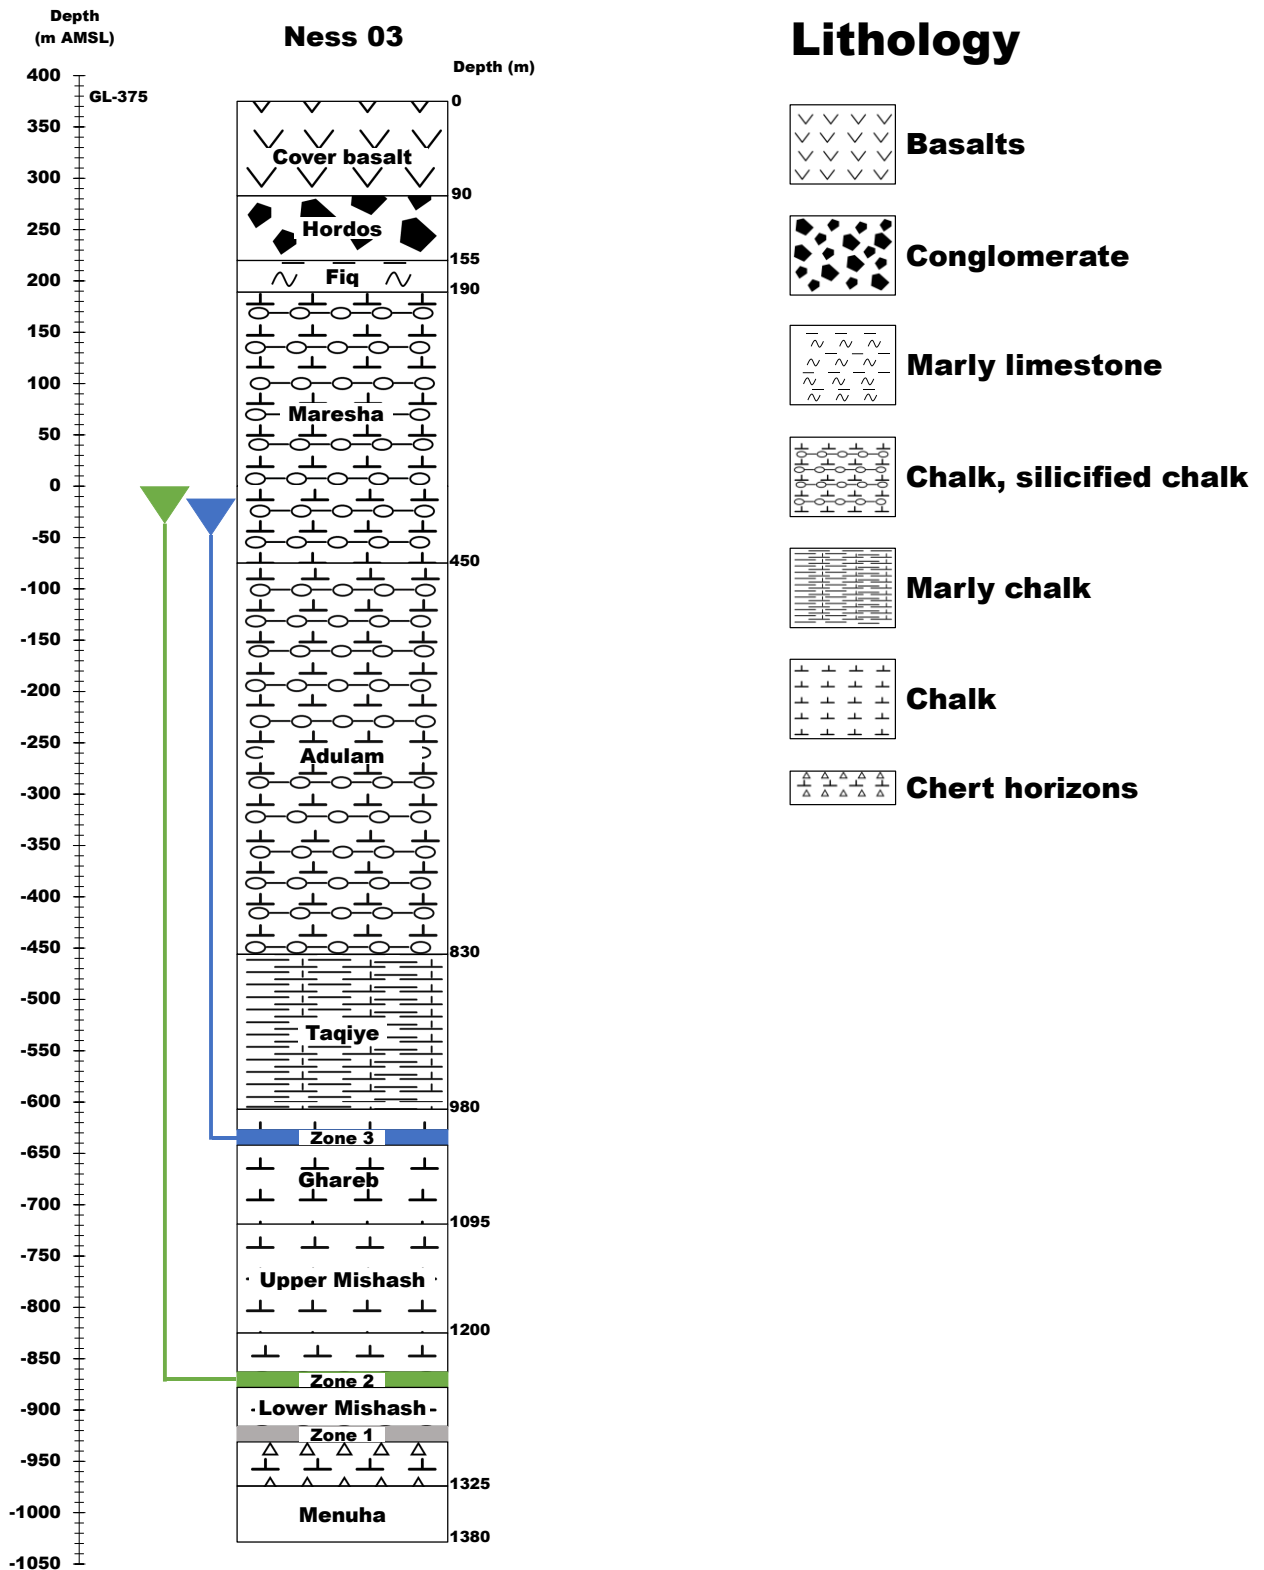 Depth
(m AMSL)
Ness 03
Lithology
Depth (m)
400
GL-375
0
350
Cover basalt
300
90
250
Hordos
155
200
Fiq
190
150
100
Maresha
50
0
-50
450
-100
-150
-200
-250
Adulam
-300
-350
-400
-450
830
-500
Taqiye
-550
-600
980
Zone 3
-650
Ghareb
-700
1095
-750
Upper Mishash
-800
1200
-850
Zone 2
-900
Lower Mishash
Zone 1
-950
1325
-1000
Menuha
1380
-1050
Basalts
Conglomerate
Marly limestone
Chalk, silicified chalk
Marly chalk
Chalk
Chert horizons